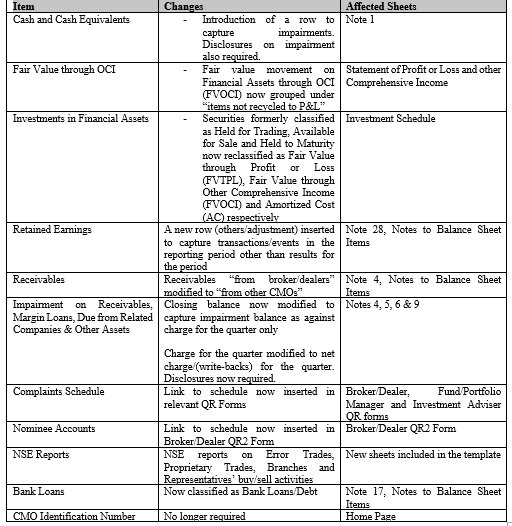 Item Changes Affected Sheets
Cash and Cash Equivalents - Introduction of a row to Note 1
capture impairments.
Disclosures on impairment
also required.
Fair Value through OCI - Fair value movement on Statement of Profit or Loss and other
Financial Assets through OCI Comprehensive Income
(FVOCI) now grouped under
“items not recycled to P&L”
Investments in Financial Assets - Securities formerly classified Investment Schedule
as Held for Trading, Available
for Sale and Held to Maturity
now reclassified as Fair Value
through Profit or Loss
(FVTPL), Fair Value through
Other Comprehensive Income
(FVOCI) and Amortized Cost
(AC) respectively
Retained Earnings A new row (others/adjustment) inserted Note 28, Notes to Balance Sheet
to capture transactions/events in the Items
reporting period other than results for
the period
Receivables Receivables “from broker/dealers” Note 4, Notes to Balance Sheet
modified to “from other CMOs” Items
Impairment on Receivables, Closing balance now modified to Notes 4, 5, 6 & 9
Margin Loans, Due from Related capture impairment balance as against
Companies & Other Assets charge for the quarter only
Charge for the quarter modified to net
charge/(write-backs) for the quarter.
Disclosures now required.
Complaints Schedule Link to schedule now inserted in Broker/Dealer, Fund/Portfolio
relevant QR Forms Manager and Investment Adviser
QR forms
Nominee Accounts Link to schedule now inserted in Broker/Dealer QR2 Form
Broker/Dealer QR2 Form
NSE Reports NSE reports on Error Trades, New sheets included in the template
Proprietary Trades, Branches and
Representatives’ buy/sell activities
Bank Loans Now classified as Bank Loans/Debt Note 17, Notes to Balance Sheet
Items
CMO Identification Number No longer required Home Page